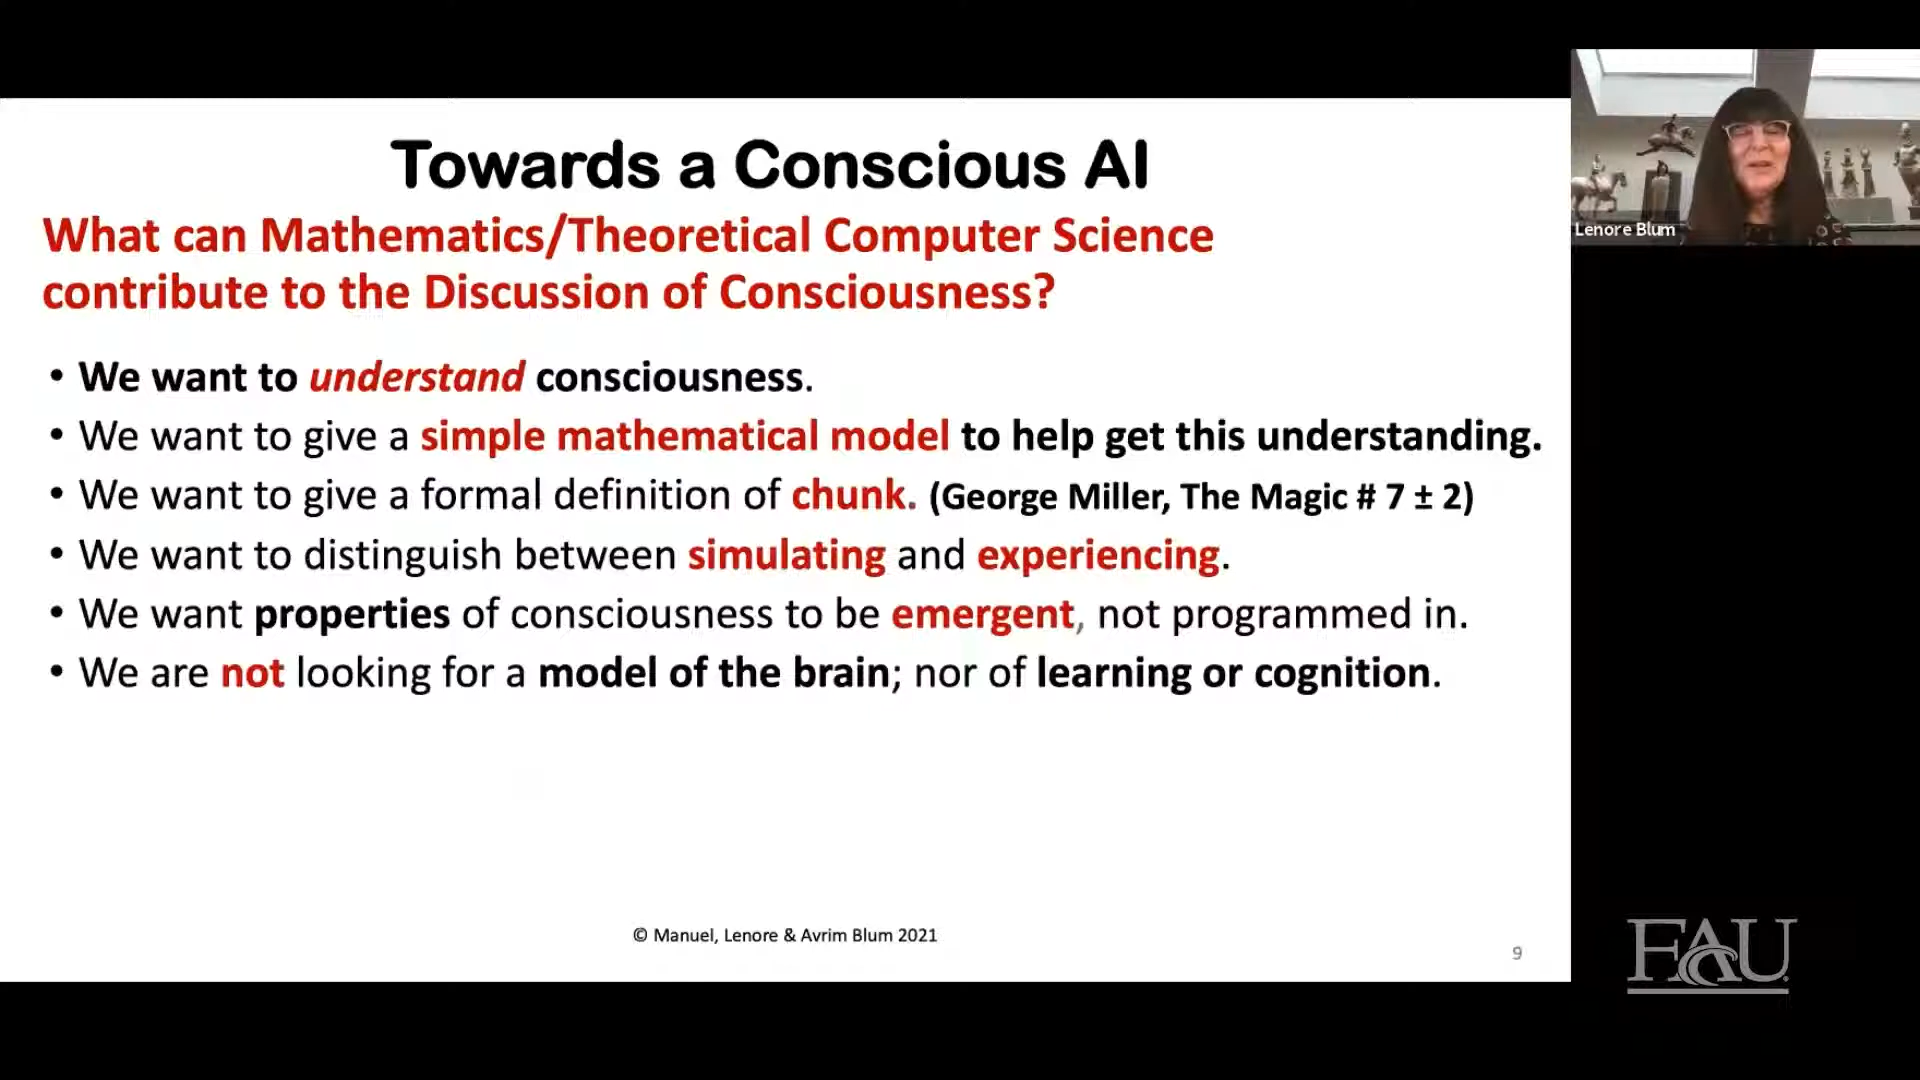 Towards a Conscious AI
What can Mathematics/Theoretical Computer Science
contribute to the Discussion of Consciousness?
• We want to understand consciousness.
• We want to give a simple mathematical model to help get this understanding.
• We want to give a formal definition of chunk. (George Miller, The Magic # 7 ± 2)
• We want to distinguish between simulating and experiencing.
• We want properties of consciousness to be emergent, not programmed in.
• We are not looking for a model of the brain; nor of learning or cognition.
© Manuel, Lenore & Avrim Blum 2021
9
Lenore Blum
FAU